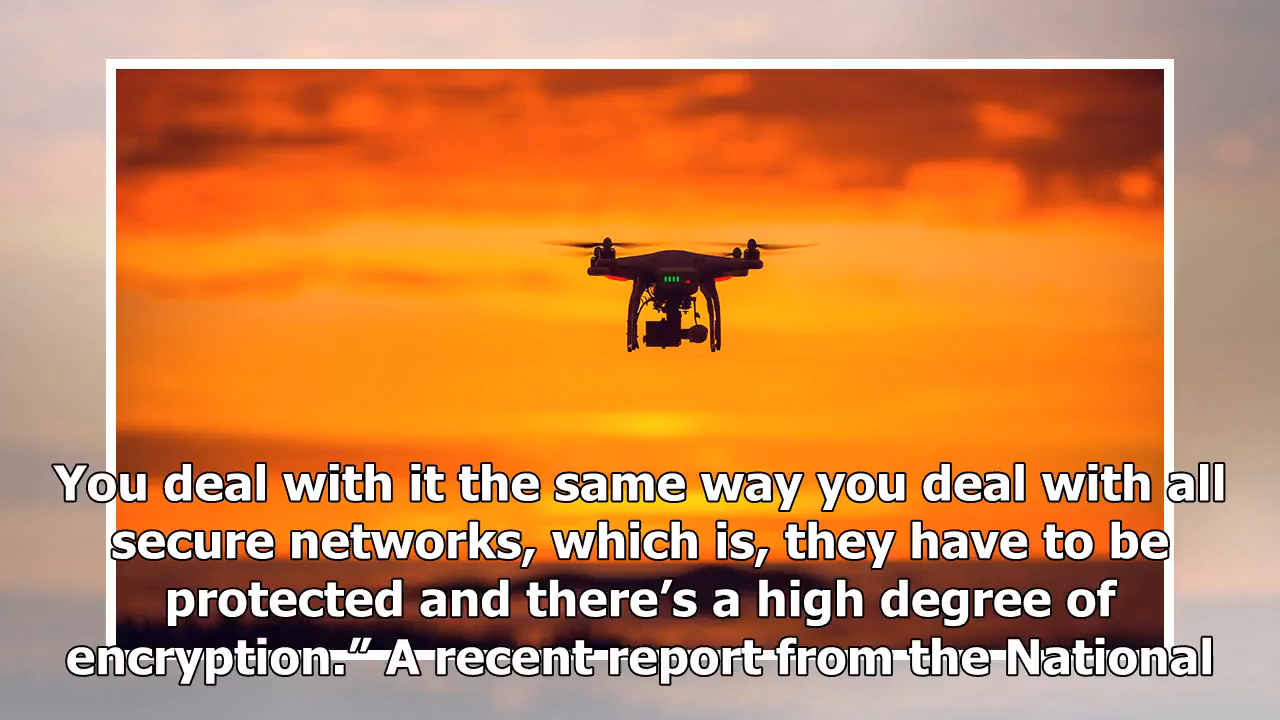 You deal with it the same way you deal with all
secure networks, which is, they have to be
protected and there’s a high degree of
encryption.” A recent report from the National